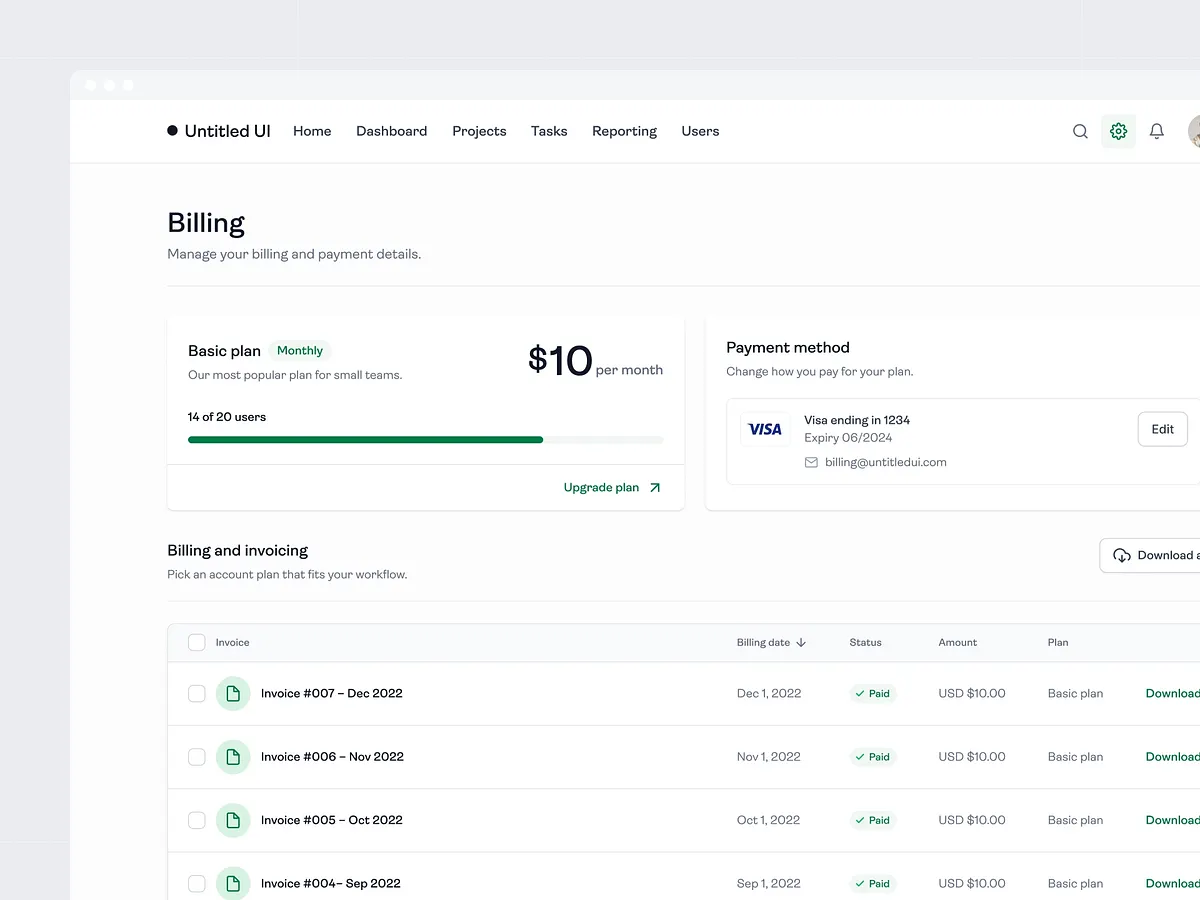 Untitled UI Home Dashboard Projects Tasks Reporting Users
Billing
Manage your billing and payment details.
Basic plan Monthly
Our most popular plan for small teams.
$10 per month
14 of 20 users
Upgrade plan
Payment method
Change how you pay for your plan.
VISA
Visa ending in 1234
Expiry 06/2024
billing@untitledui.com
Edit
Billing and invoicing
Pick an account plan that fits your workflow.
Download a
Invoice Billing date Status Amount Plan
Invoice #007 – Dec 2022 Dec 1, 2022 Paid USD $10.00 Basic plan Download
Invoice #006 – Nov 2022 Nov 1, 2022 Paid USD $10.00 Basic plan Download
Invoice #005 – Oct 2022 Oct 1, 2022 Paid USD $10.00 Basic plan Download
Invoice #004– Sep 2022 Sep 1, 2022 Paid USD $10.00 Basic plan Download